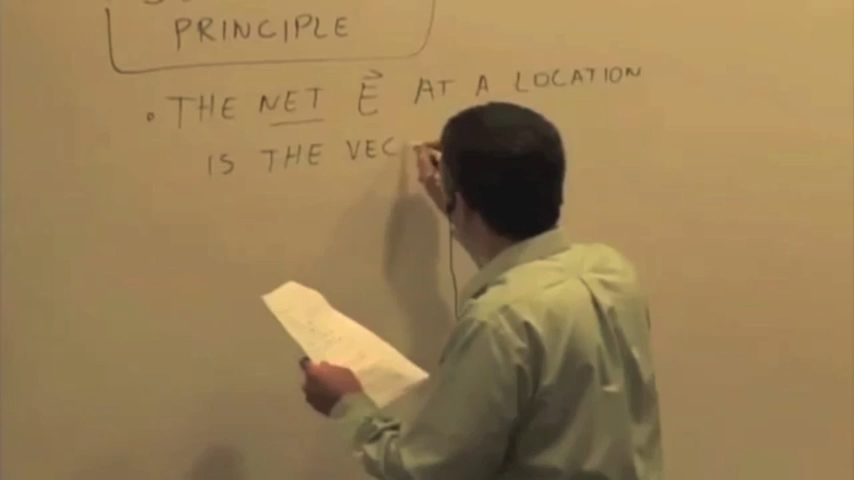 PRINCIPLE
• THE NET E⃗ AT A LOCATION
IS THE VEC